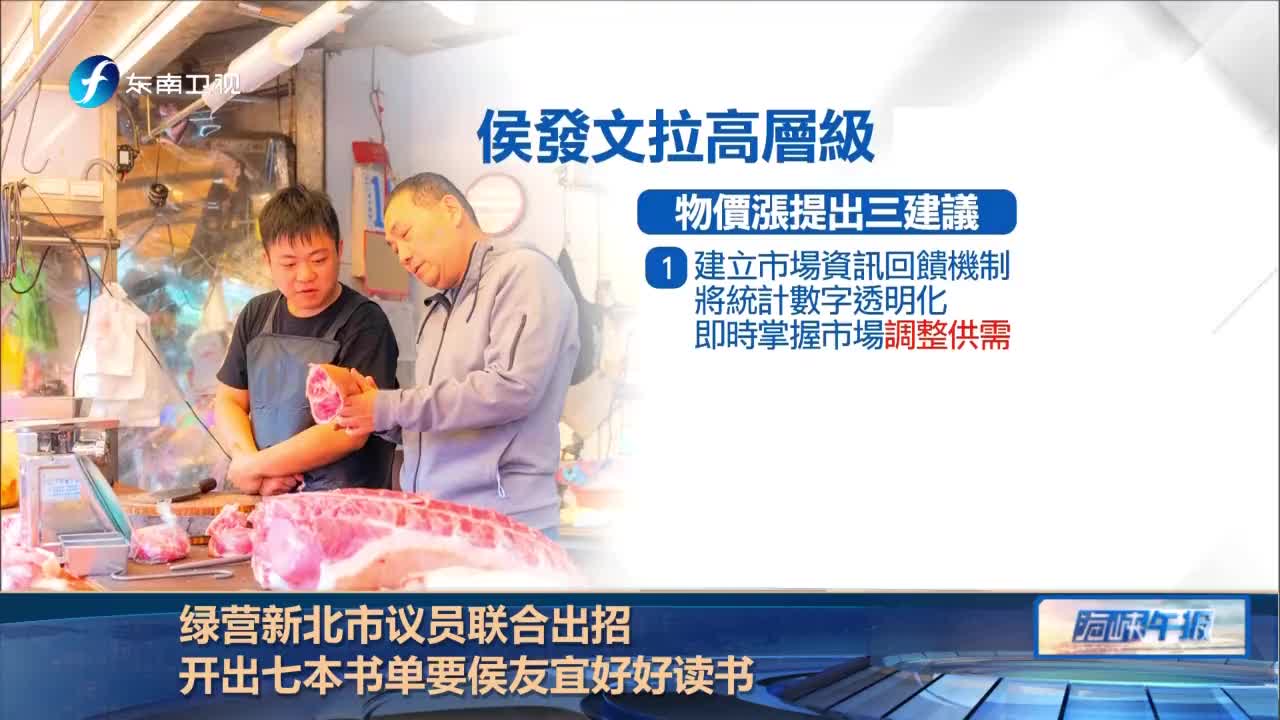 东南卫视
侯發文拉高層級
物價漲提出三建議
1 建立市場資訊回饋機制
將統計數字透明化
即時掌握市場調整供需
绿营新北市议员联合出招
开出七本书单要侯友宜好好读书
海峡午报